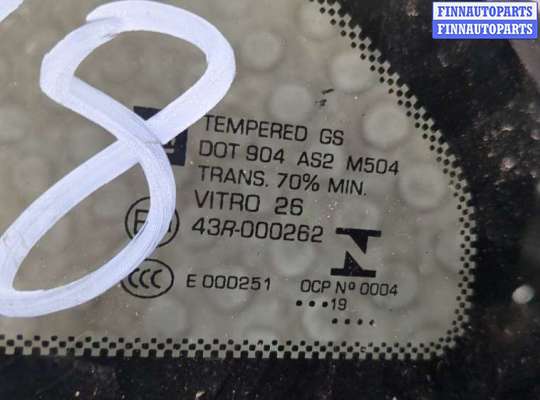 FINNAUTOPARTS
FINNAUTOPARTS
8
TEMPERED GS
DOT 904 AS2 M504
TRANS. 70% MIN.
VITRO 26
43R-000262
CCC E 000251 OCP Nº 0004
19